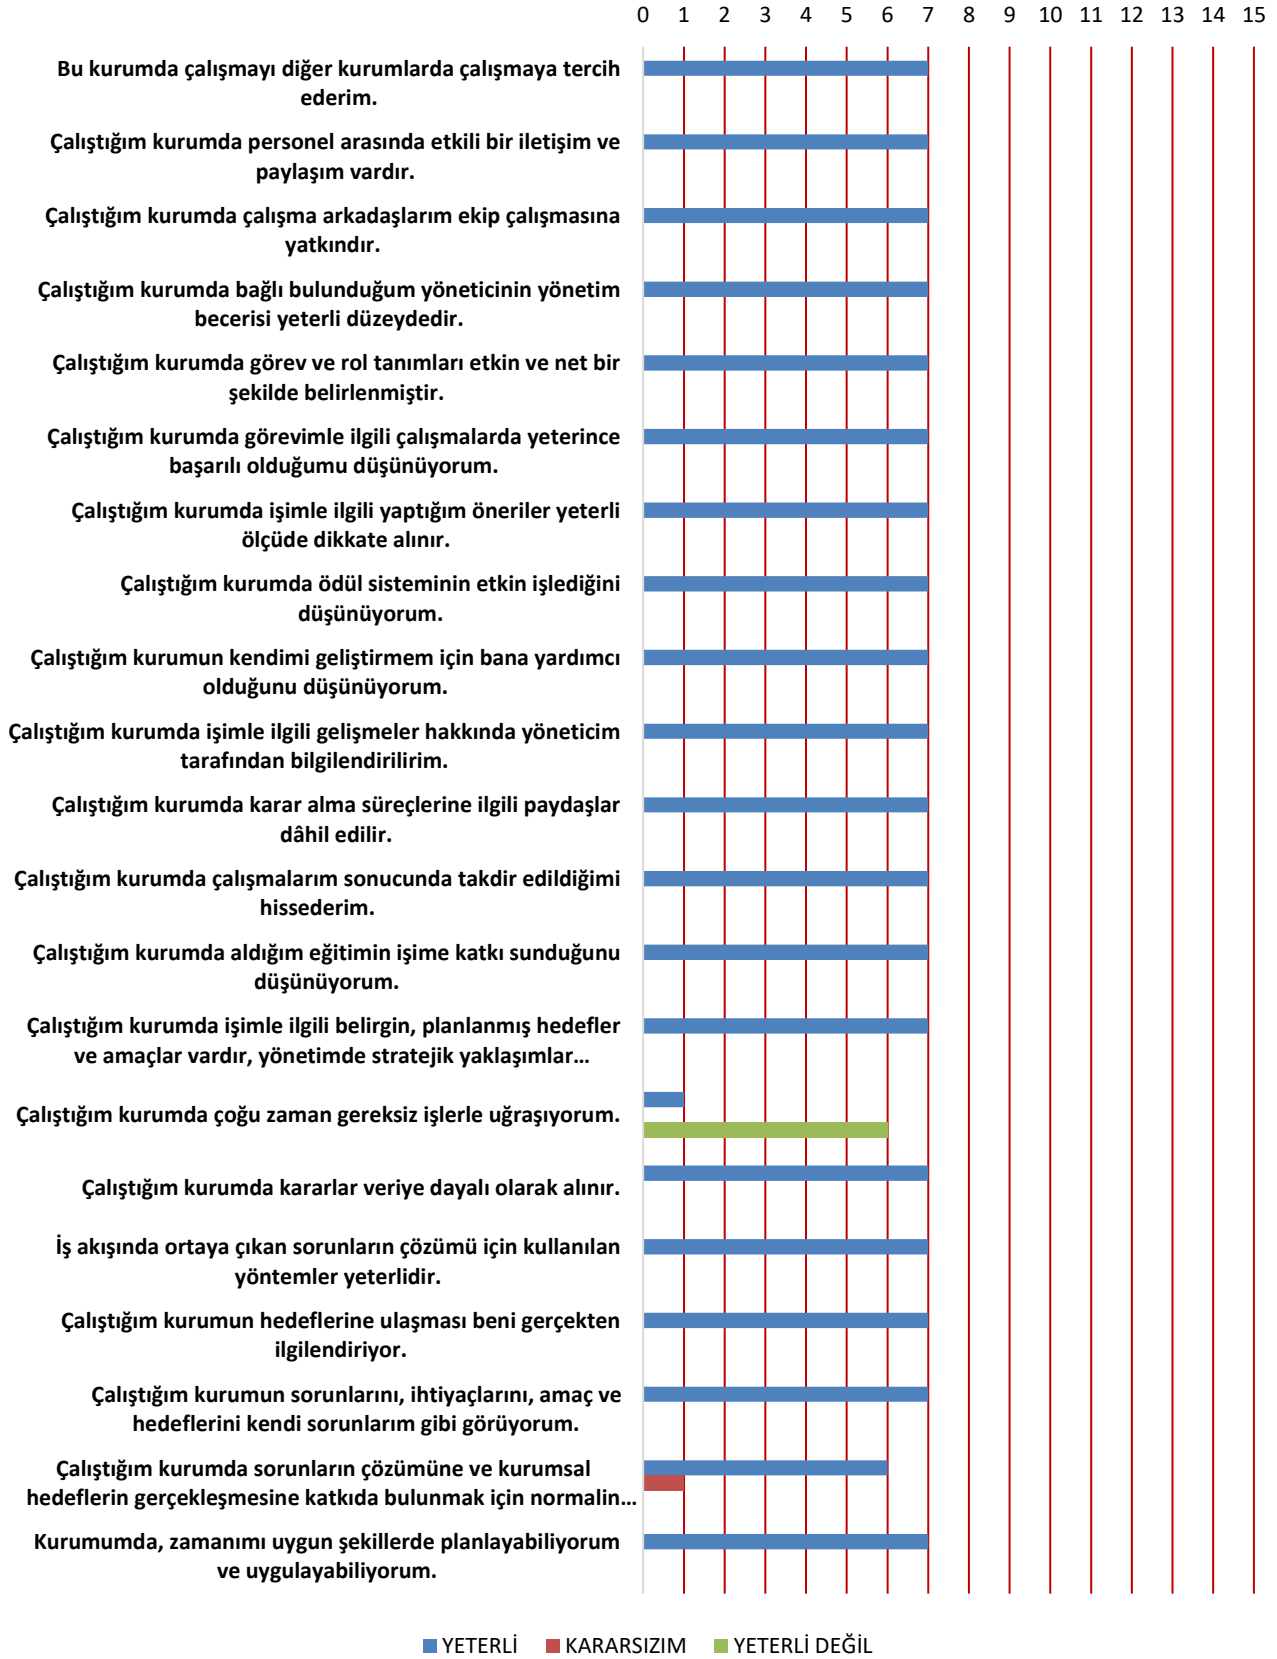 0 1 2 3 4 5 6 7 8 9 10 11 12 13 14 15
Bu kurumda çalışmayı diğer kurumlarda çalışmaya tercih
ederim.
Çalıştığım kurumda personel arasında etkili bir iletişim ve
paylaşım vardır.
Çalıştığım kurumda çalışma arkadaşlarım ekip çalışmasına
yatkındır.
Çalıştığım kurumda bağlı bulunduğum yöneticinin yönetim
becerisi yeterli düzeydedir.
Çalıştığım kurumda görev ve rol tanımları etkin ve net bir
şekilde belirlenmiştir.
Çalıştığım kurumda görevimle ilgili çalışmalarda yeterince
başarılı olduğumu düşünüyorum.
Çalıştığım kurumda işimle ilgili yaptığım öneriler yeterli
ölçüde dikkate alınır.
Çalıştığım kurumda ödül sisteminin etkin işlediğini
düşünüyorum.
Çalıştığım kurumun kendimi geliştirmem için bana yardımcı
olduğunu düşünüyorum.
Çalıştığım kurumda işimle ilgili gelişmeler hakkında yöneticim
tarafından bilgilendirilirim.
Çalıştığım kurumda karar alma süreçlerine ilgili paydaşlar
dâhil edilir.
Çalıştığım kurumda çalışmalarım sonucunda takdir edildiğimi
hissederim.
Çalıştığım kurumda aldığım eğitimin işime katkı sunduğunu
düşünüyorum.
Çalıştığım kurumda işimle ilgili belirgin, planlanmış hedefler
ve amaçlar vardır, yönetimde stratejik yaklaşımlar…
Çalıştığım kurumda çoğu zaman gereksiz işlerle uğraşıyorum.
Çalıştığım kurumda kararlar veriye dayalı olarak alınır.
İş akışında ortaya çıkan sorunların çözümü için kullanılan
yöntemler yeterlidir.
Çalıştığım kurumun hedeflerine ulaşması beni gerçekten
ilgilendiriyor.
Çalıştığım kurumun sorunlarını, ihtiyaçlarını, amaç ve
hedeflerini kendi sorunlarım gibi görüyorum.
Çalıştığım kurumda sorunların çözümüne ve kurumsal
hedeflerin gerçekleşmesine katkıda bulunmak için normalin…
Kurumumda, zamanımı uygun şekillerde planlayabiliyorum
ve uygulayabiliyorum.
YETERLİ KARARSIZIM YETERLİ DEĞİL